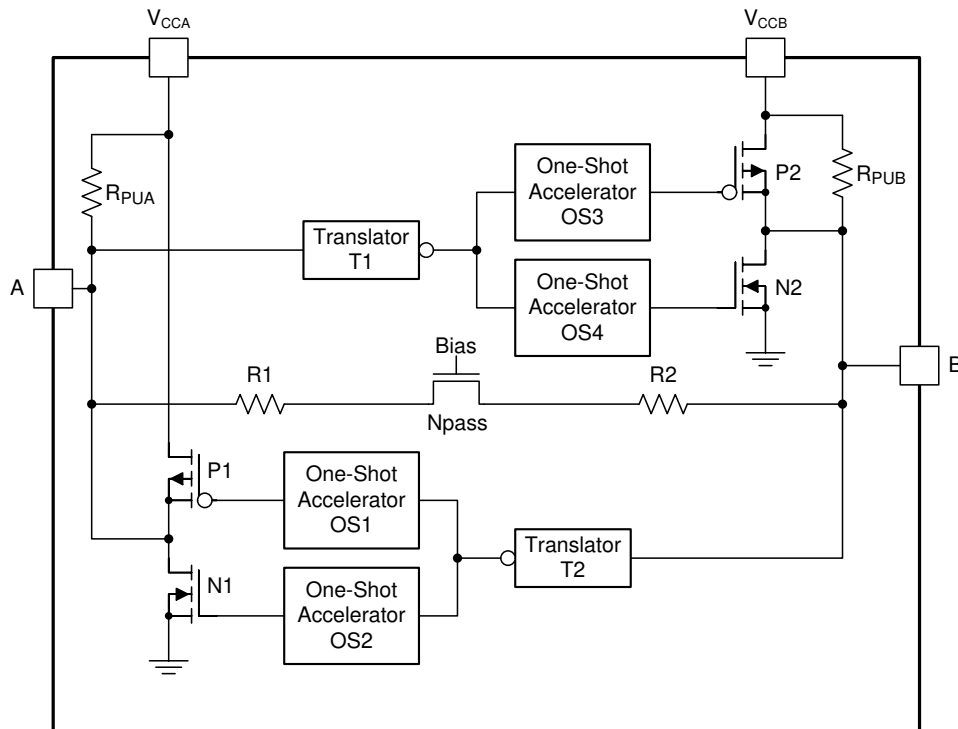 VCCA
VCCB
RPUA
One-Shot
Accelerator
OS3
P2
RPUB
Translator
T1
A
One-Shot
Accelerator
OS4
N2
Bias
B
R1
R2
Npass
P1
One-Shot
Accelerator
OS1
Translator
T2
N1
One-Shot
Accelerator
OS2